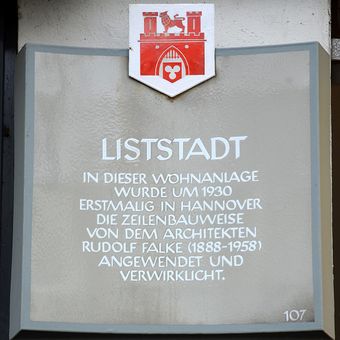 LISTSTADT
IN DIESER WOHNANLAGE
WURDE UM 1930
ERSTMALIG IN HANNOVER
DIE ZEILENBAUWEISE
VON DEM ARCHITEKTEN
RUDOLF FALKE (1888-1958)
ANGEWENDET UND
VERWIRKLICHT.
107